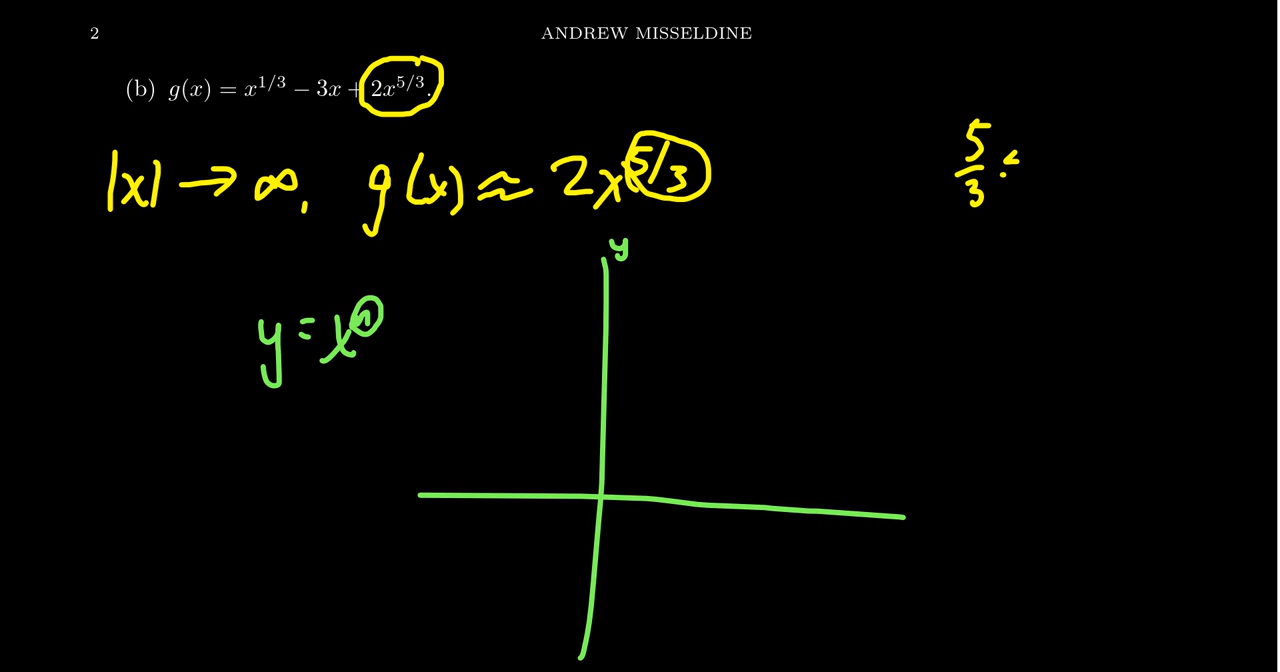 2 ANDREW MISSELDINE
(b) g(x) = x^{1/3} − 3x + 2x^{5/3}.
|x| → ∞, g(x) ≈ 2x^{5/3}
5/3
y
y = x